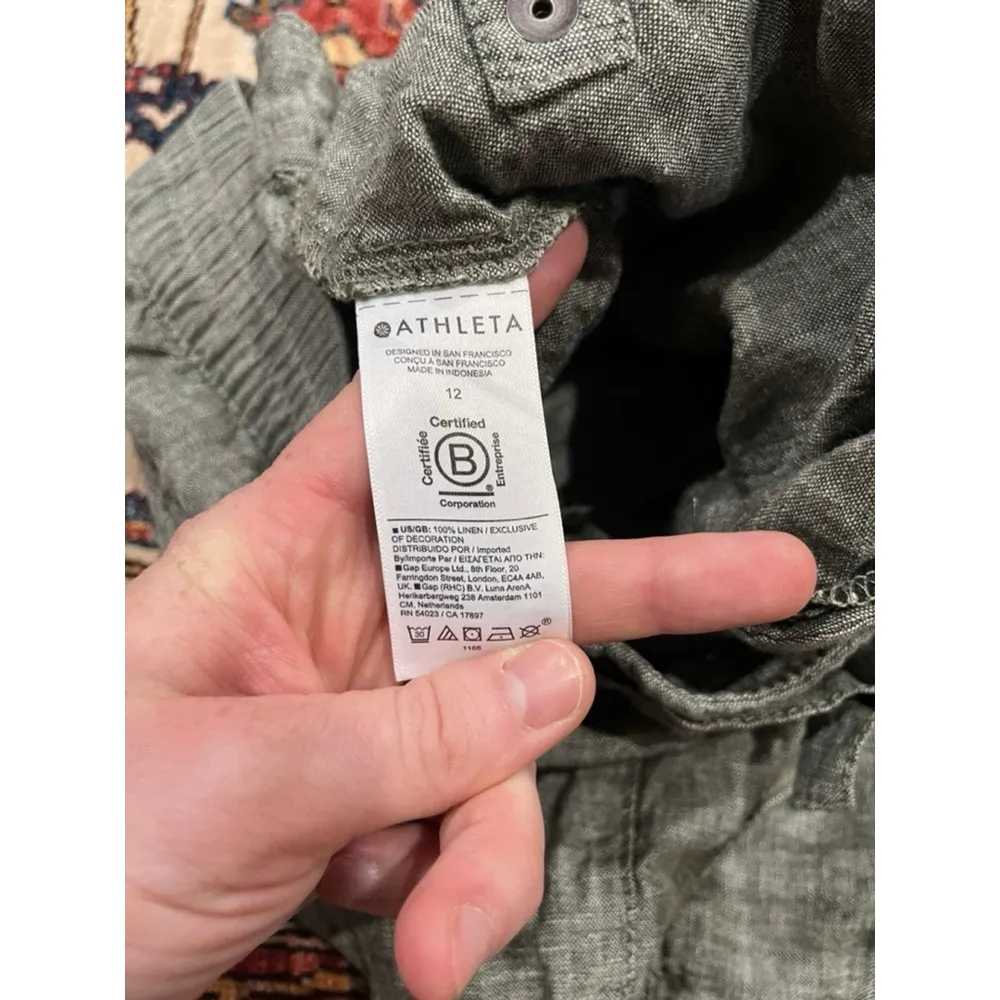 ATHLETA
DESIGNED IN SAN FRANCISCO
CONÇU À SAN FRANCISCO
MADE IN INDONESIA
12
Certified
Certifiée
B
Entreprise
®
Corporation
■ US/GB: 100% LINEN / EXCLUSIVE
OF DECORATION
DISTRIBUIDO POR / Imported
By/Importe Par / ΕΙΣΑΓΕΤΑΙ ΑΠΟ ΤΗΝ:
■ Gap Europe Ltd., 8th Floor, 20
Farringdon Street, London, EC4A 4AB,
UK. ■ Gap (RHC) B.V. Luna ArenA
Herikerbergweg 238 Amsterdam 1101
CM, Netherlands
RN 54023 / CA 17897
30 ®
1166